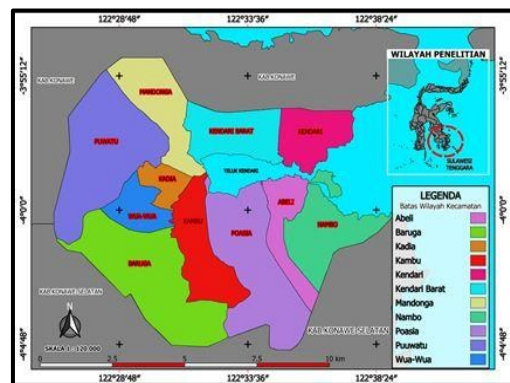 122°28'48" 122°33'36" 122°38'24"
-3°55'12"
-3°55'12"
-4°0'0"
-4°0'0"
-4°4'48"
-4°4'48"
KAB.KONAWE
KAB.KONAWE
MANDONGA
PUWATU
KENDARI BARAT
KENDARI
TELUK KENDARI
KADIA
WUA-WUA
KAMBU
POASIA
ABELI
NAMBO
BARUGA
KAB.KONAWE SELATAN
KAB.KONAWE SELATAN
WILAYAH PENELITIAN
SULAWESI
TENGGARA
LEGENDA
Batas Wilayah Kecamatan
Abeli
Baruga
Kadia
Kambu
Kendari
Kendari Barat
Mandonga
Nambo
Poasia
Puuwatu
Wua-Wua
SKALA 1 : 120.000
0 2.5 5 7.5 10 km
122°28'48" 122°33'36" 122°38'24"